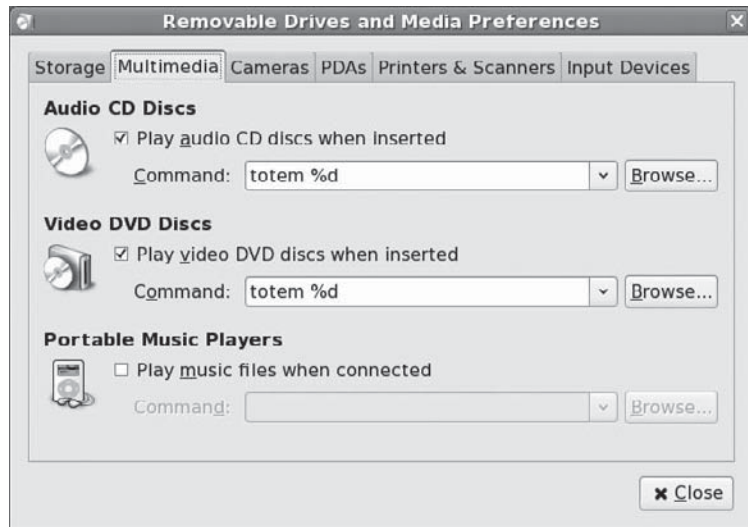 Removable Drives and Media Preferences
Storage Multimedia Cameras PDAs Printers & Scanners Input Devices
Audio CD Discs
Play audio CD discs when inserted
Command: totem %d Browse...
Video DVD Discs
Play video DVD discs when inserted
Command: totem %d Browse...
Portable Music Players
Play music files when connected
Command: Browse...
Close